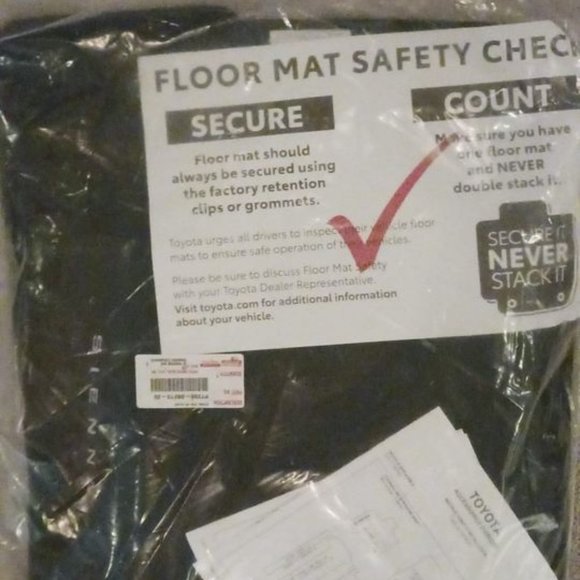 FLOOR MAT SAFETY CHEC
SECURE
Floor mat should
always be secured using
the factory retention
clips or grommets.
COUNT
Make sure you have
one floor mat
and NEVER
double stack it.
Toyota urges all drivers to inspect their vehicle floor
mats to ensure safe operation of their vehicles.
Please be sure to discuss Floor Mat Safety
with your Toyota Dealer Representative.
Visit toyota.com for additional information
about your vehicle.
SECURE IT
NEVER
STACK IT
SIENN
TOYOTA